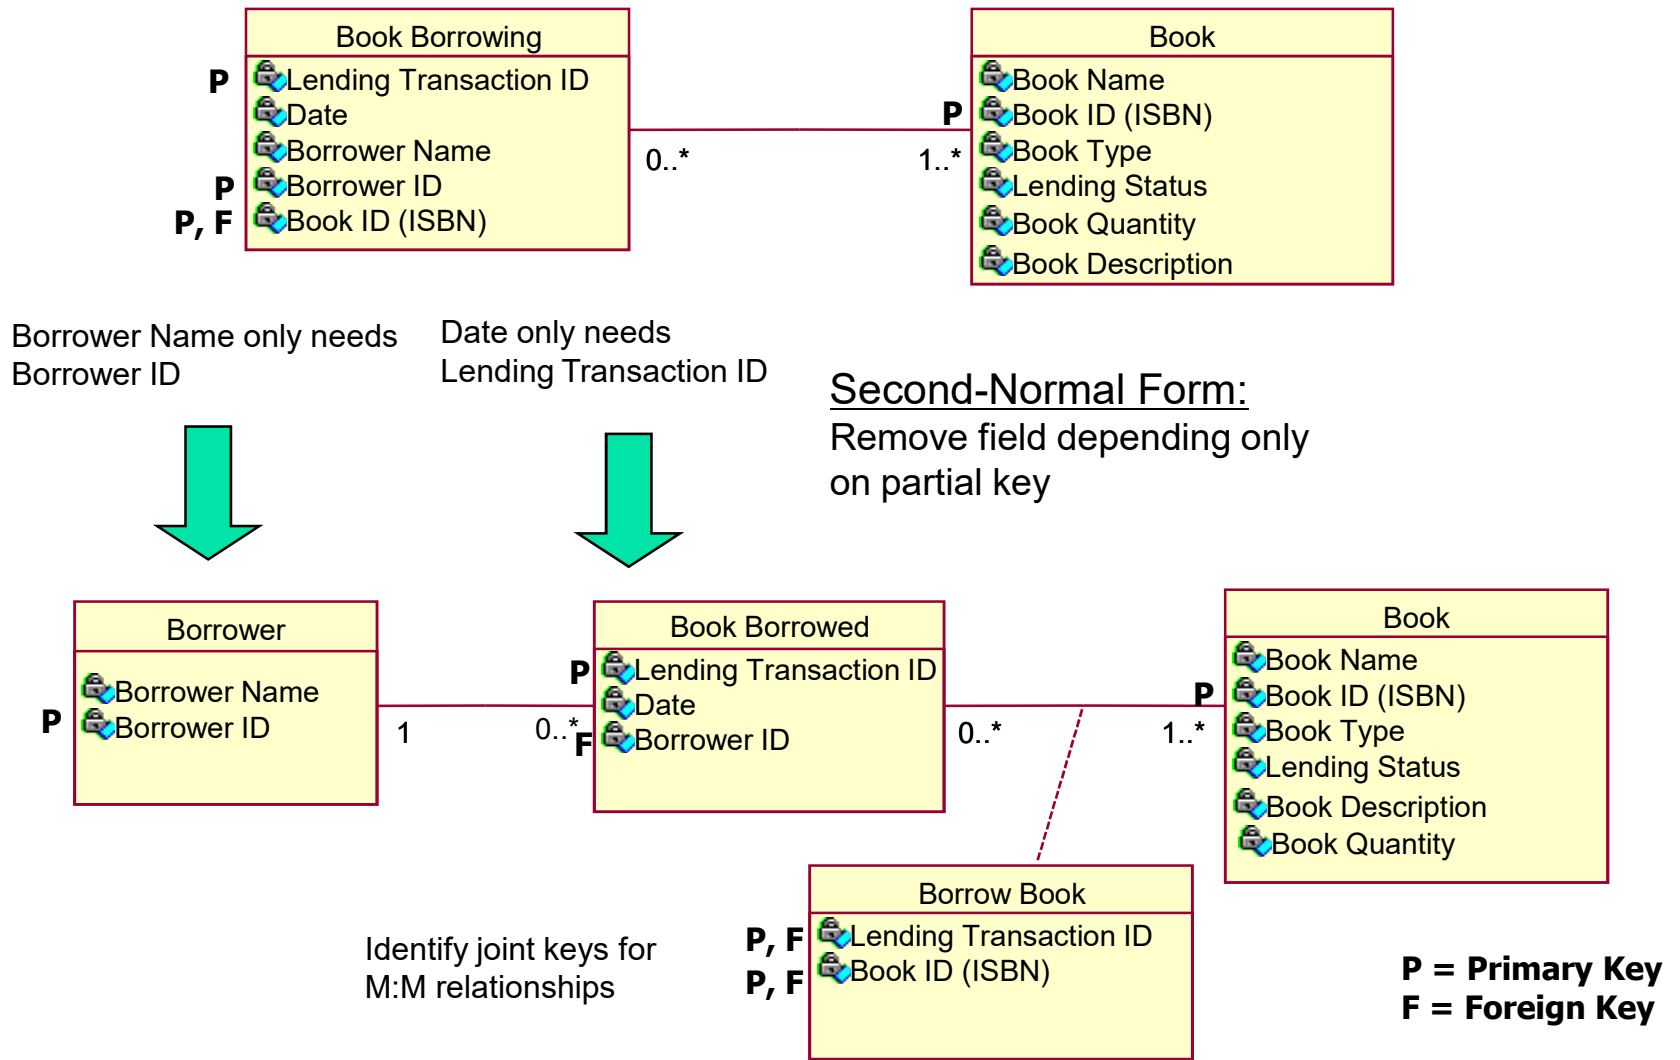 Book Borrowing
P Lending Transaction ID
Date
Borrower Name
P Borrower ID
P, F Book ID (ISBN)
0..*
1..*
Book
Book Name
P Book ID (ISBN)
Book Type
Lending Status
Book Quantity
Book Description
Borrower Name only needs
Borrower ID
Date only needs
Lending Transaction ID
Second-Normal Form:
Remove field depending only
on partial key
Borrower
Borrower Name
P Borrower ID
1
0..*
Book Borrowed
P Lending Transaction ID
Date
F Borrower ID
0..*
1..*
Book
Book Name
P Book ID (ISBN)
Book Type
Lending Status
Book Description
Book Quantity
Identify joint keys for
M:M relationships
Borrow Book
P, F Lending Transaction ID
P, F Book ID (ISBN)
P = Primary Key
F = Foreign Key